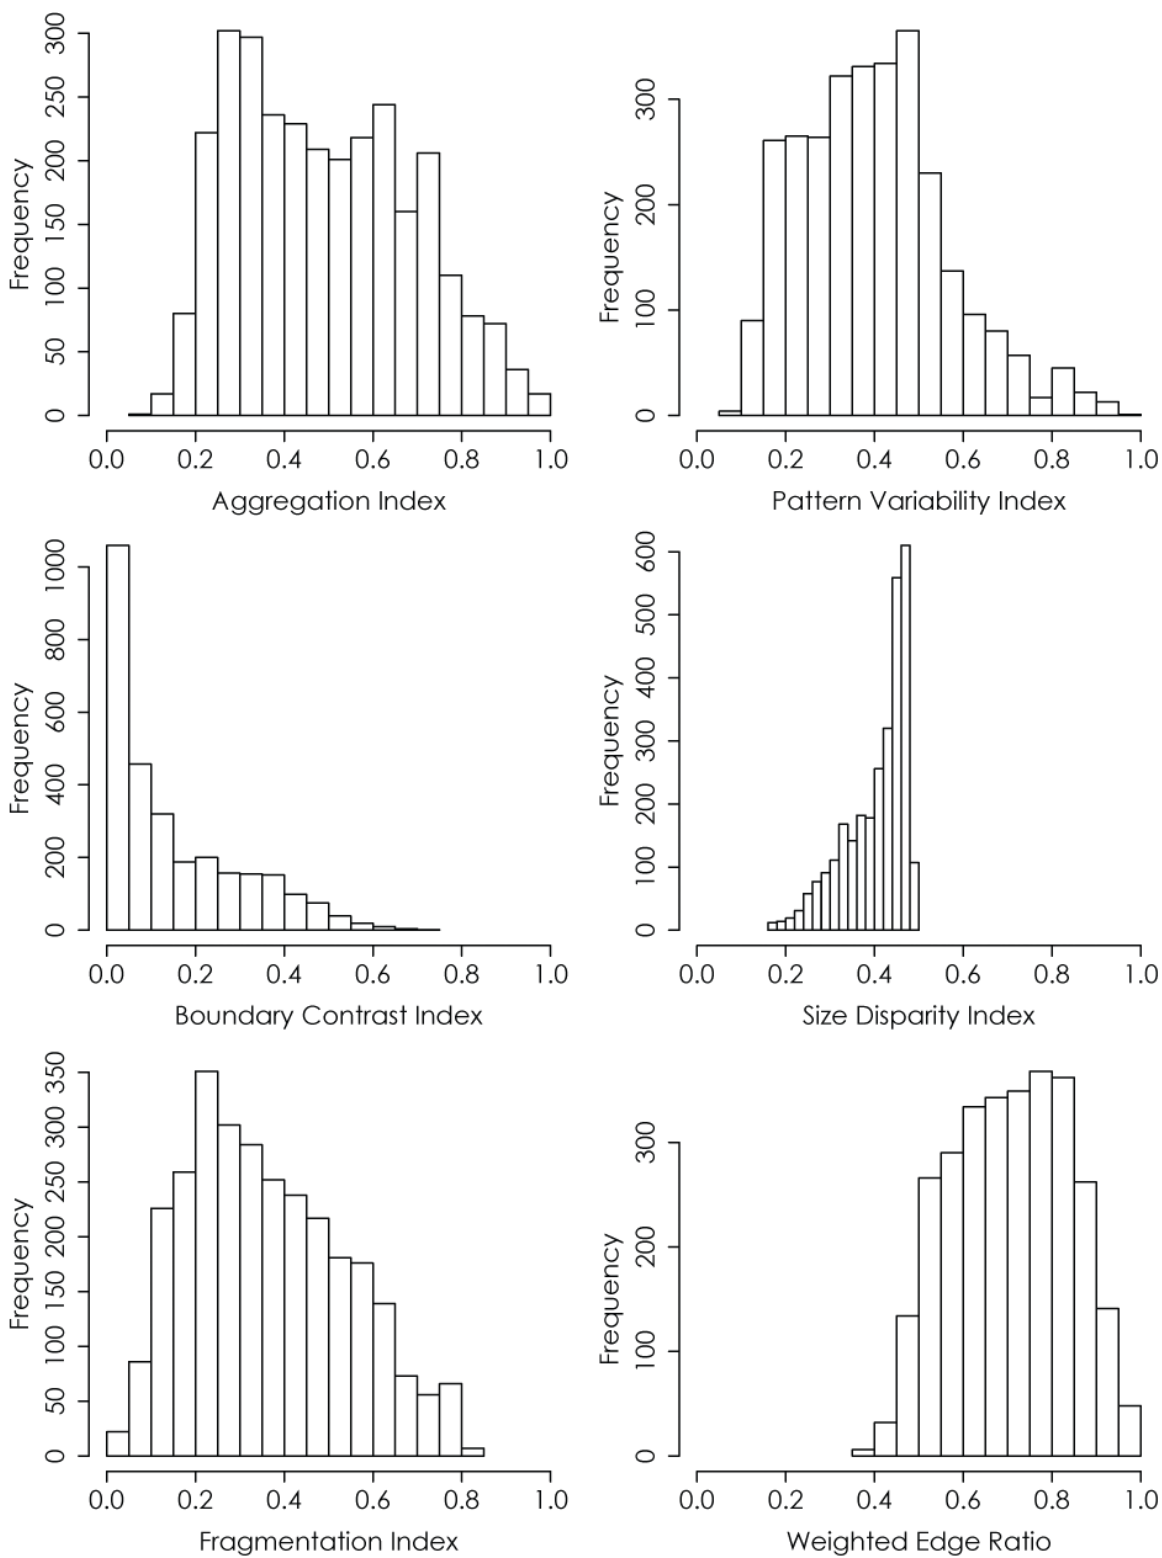 Frequency
0 50 100 150 200 250 300
0.0 0.2 0.4 0.6 0.8 1.0
Aggregation Index
Frequency
0 100 200 300
0.0 0.2 0.4 0.6 0.8 1.0
Pattern Variability Index
Frequency
0 200 400 600 800 1000
0.0 0.2 0.4 0.6 0.8 1.0
Boundary Contrast Index
Frequency
0 100 200 300 400 500 600
0.0 0.2 0.4 0.6 0.8 1.0
Size Disparity Index
Frequency
0 50 100 150 200 250 300 350
0.0 0.2 0.4 0.6 0.8 1.0
Fragmentation Index
Frequency
0 100 200 300
0.0 0.2 0.4 0.6 0.8 1.0
Weighted Edge Ratio